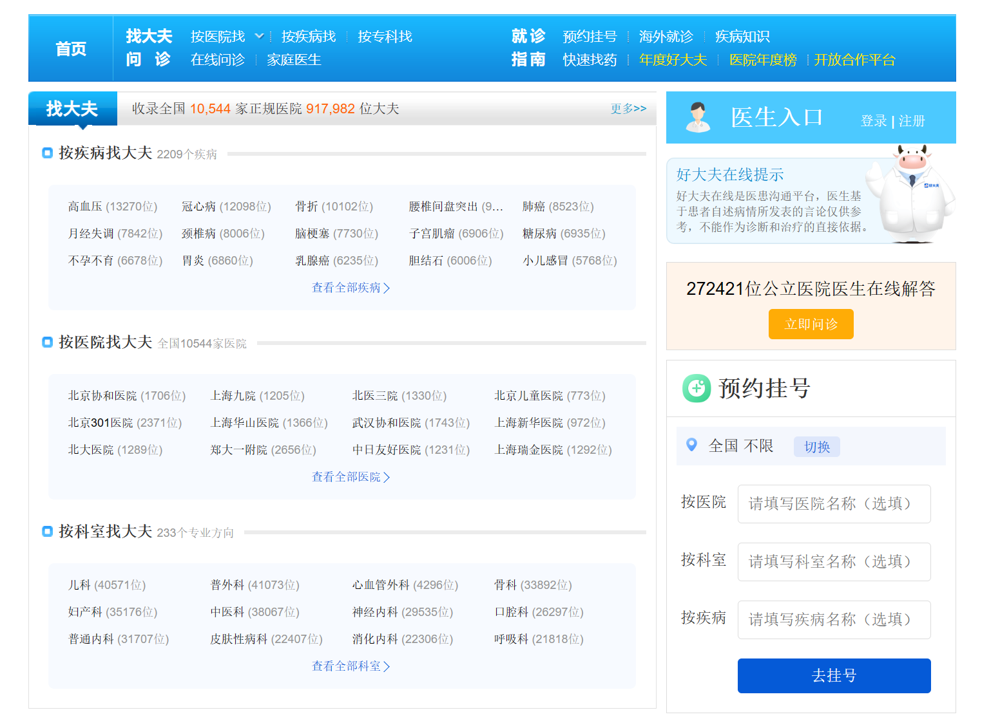 首页
找大夫 按医院找 按疾病找 按专科找
问 诊 在线问诊 家庭医生
就诊 预约挂号 海外就诊 疾病知识
指南 快速找药 年度好大夫 医院年度榜 开放合作平台
找大夫 收录全国 10,544 家正规医院 917,982 位大夫 更多>>
按疾病找大夫 2209个疾病
高血压 (13270位) 冠心病 (12098位) 骨折 (10102位) 腰椎间盘突出 (9... 肺癌 (8523位)
月经失调 (7842位) 颈椎病 (8006位) 脑梗塞 (7730位) 子宫肌瘤 (6906位) 糖尿病 (6935位)
不孕不育 (6678位) 胃炎 (6860位) 乳腺癌 (6235位) 胆结石 (6006位) 小儿感冒 (5768位)
查看全部疾病
按医院找大夫 全国10544家医院
北京协和医院 (1706位) 上海九院 (1205位) 北医三院 (1330位) 北京儿童医院 (773位)
北京301医院 (2371位) 上海华山医院 (1366位) 武汉协和医院 (1743位) 上海新华医院 (972位)
北大医院 (1289位) 郑大一附院 (2656位) 中日友好医院 (1231位) 上海瑞金医院 (1292位)
查看全部医院
按科室找大夫 233个专业方向
儿科 (40571位) 普外科 (41073位) 心血管外科 (4296位) 骨科 (33892位)
妇产科 (35176位) 中医科 (38067位) 神经内科 (29535位) 口腔科 (26297位)
普通内科 (31707位) 皮肤性病科 (22407位) 消化内科 (22306位) 呼吸科 (21818位)
查看全部科室
医生入口 登录 | 注册
好大夫在线提示
好大夫在线是医患沟通平台，医生基
于患者自述病情所发表的言论仅供参
考，不能作为诊断和治疗的直接依据。
好大夫
272421位公立医院医生在线解答
立即问诊
预约挂号
全国 不限 切换
按医院 请填写医院名称（选填）
按科室 请填写科室名称（选填）
按疾病 请填写疾病名称（选填）
去挂号